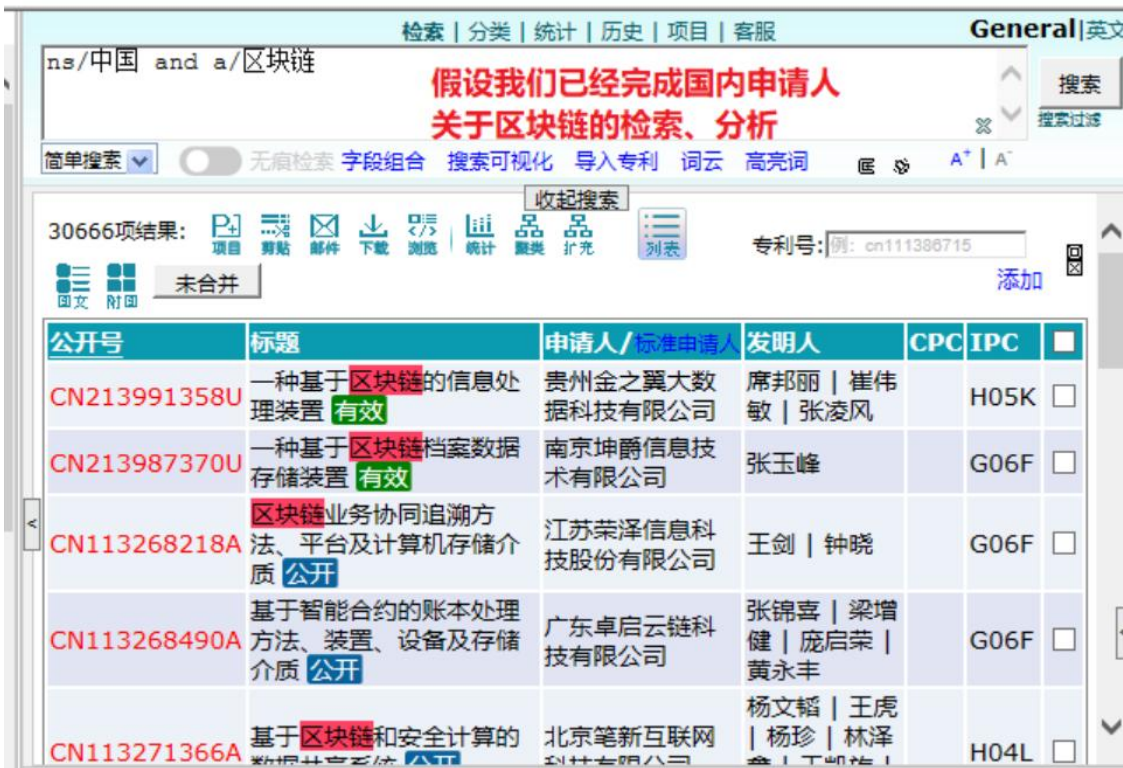 检索 | 分类 | 统计 | 历史 | 项目 | 客服
General|英文
ns/中国 and a/区块链
假设我们已经完成国内申请人
关于区块链的检索、分析
搜索
搜索过滤
简单搜索
无痕检索 字段组合 搜索可视化 导入专利 词云 高亮词
A+ | A-
收起搜索
30666项结果:
项目 剪贴 邮件 下载 浏览 统计 聚类 扩充 列表
专利号: 例: cn111386715
添加
图文 附图 未合并
公开号 标题 申请人/标准申请人 发明人 CPC IPC
CN213991358U 一种基于区块链的信息处 贵州金之翼大数 席邦丽 | 崔伟 H05K
理装置 有效 据科技有限公司 敏 | 张凌风
CN213987370U 一种基于区块链档案数据 南京坤爵信息技 张玉峰 G06F
存储装置 有效 术有限公司
区块链业务协同追溯方
CN113268218A 法、平台及计算机存储介 江苏荣泽信息科 王剑 | 钟晓 G06F
质 公开 技股份有限公司
基于智能合约的账本处理 张锦喜 | 梁增
CN113268490A 方法、装置、设备及存储 广东卓启云链科 健 | 庞启荣 | G06F
介质 公开 技有限公司 黄永丰
杨文韬 | 王虎
CN113271366A 基于区块链和安全计算的 北京笔新互联网 | 杨珍 | 林泽 H04L
数据共享系统 公开 科技有限公司